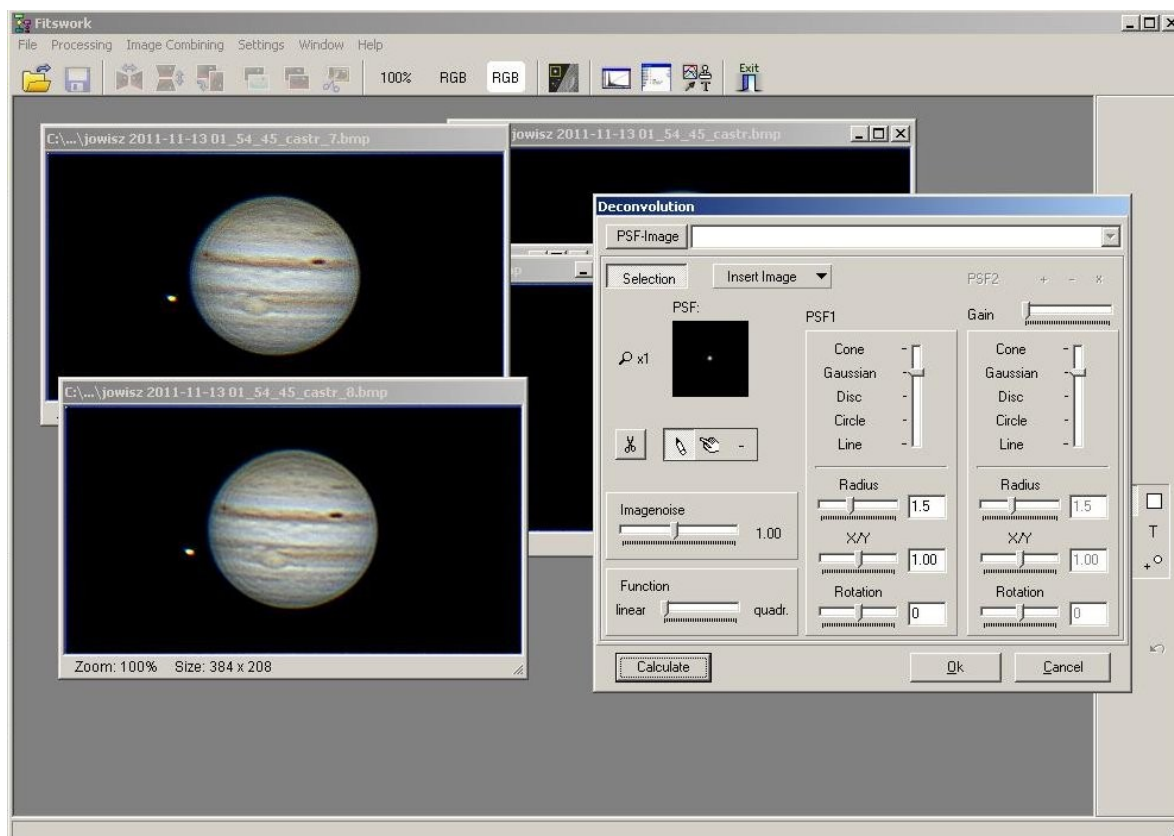 Fitswork
File Processing Image Combining Settings Window Help
100% RGB RGB Exit
T
C:\...\jowisz 2011-11-13 01_54_45_castr_7.bmp
jowisz 2011-11-13 01_54_45_castr.bmp
C:\...\jowisz 2011-11-13 01_54_45_castr_8.bmp
Zoom: 100% Size: 384 x 208
Deconvolution
PSF-Image
Selection Insert Image PSF2 + - x
PSF: PSF1 Gain
x1
Cone - Cone -
Gaussian - Gaussian -
Disc - Disc -
Circle - Circle -
Line - Line -
-
Radius Radius
1.5 1.5
Imagenoise X/Y X/Y
1.00 1.00 1.00
Function Rotation Rotation
linear quadr. 0 0
Calculate Ok Cancel
T
+